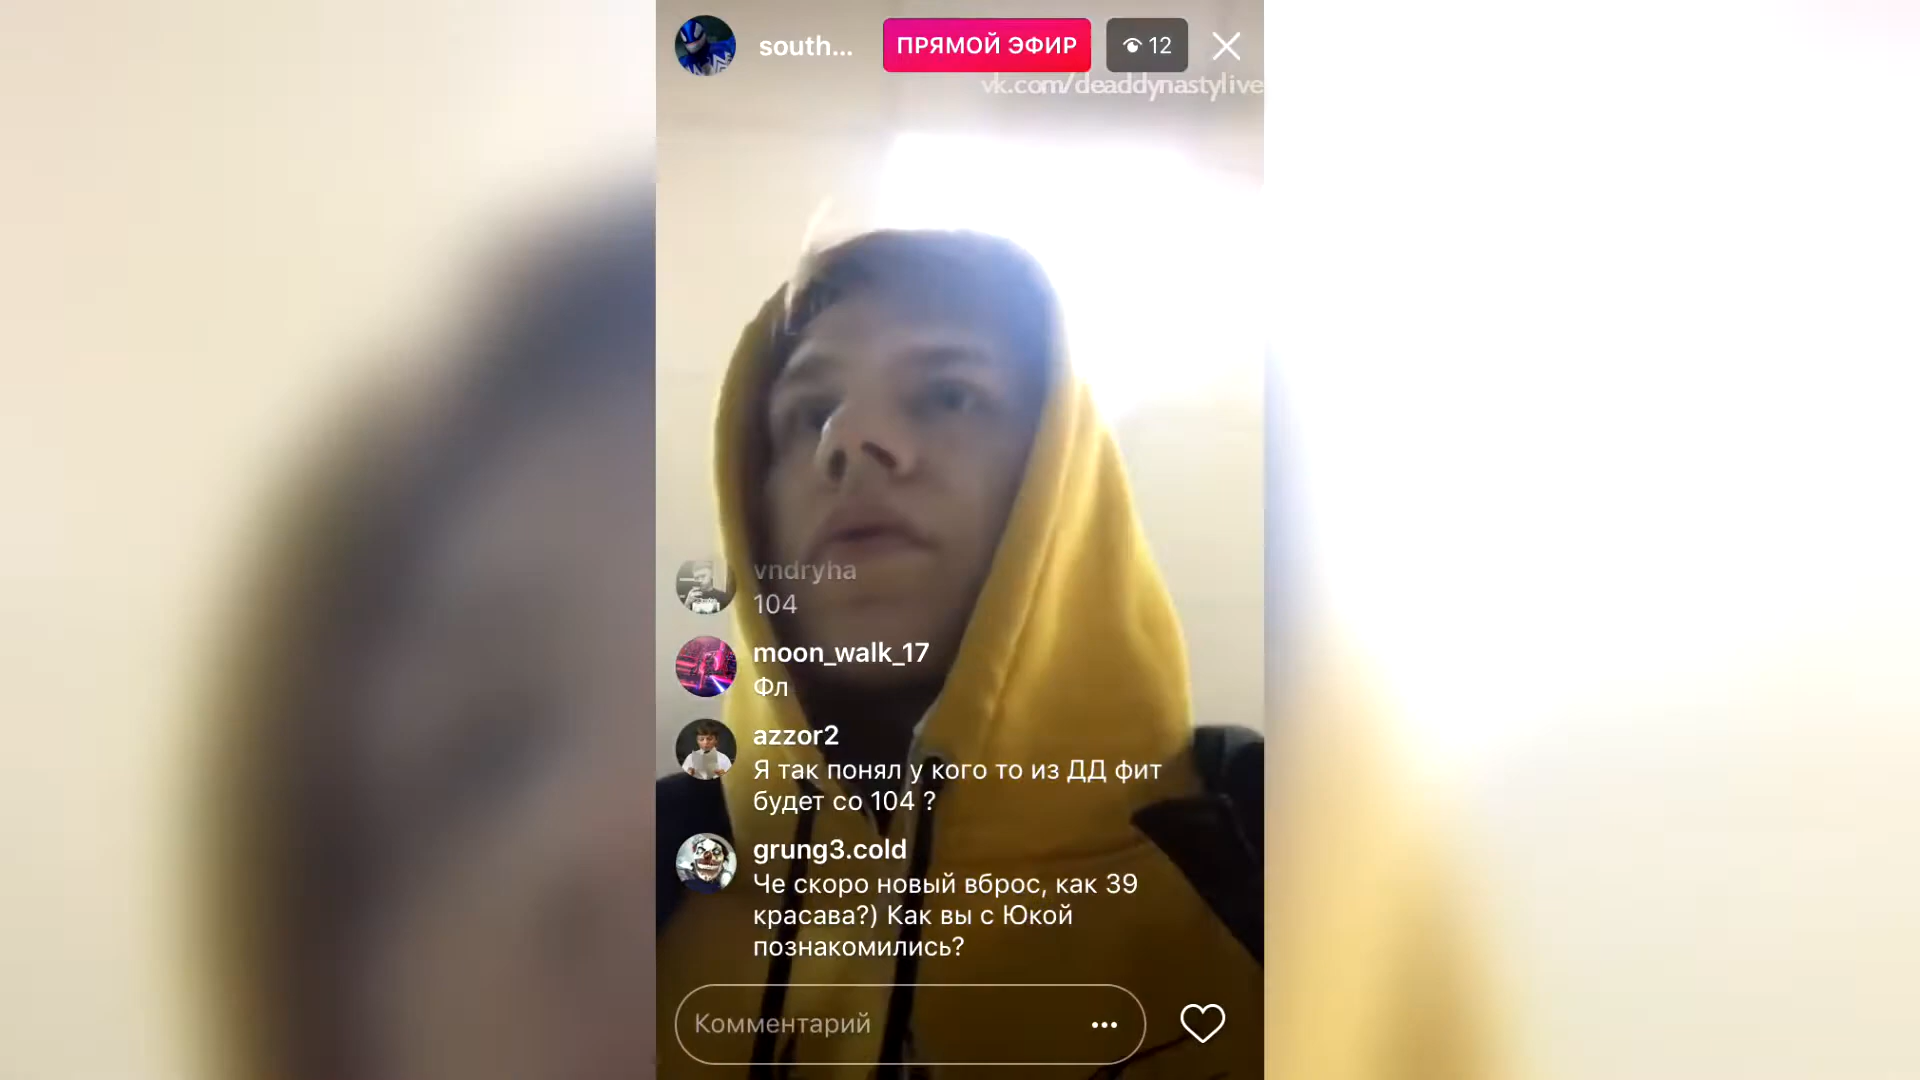 south...
ПРЯМОЙ ЭФИР
12
vk.com/deaddynastylive
vndryha
104
moon_walk_17
Фл
azzor2
Я так понял у кого то из ДД фит
будет со 104 ?
grung3.cold
Че скоро новый вброс, как 39
красава?) Как вы с Юкой
познакомились?
Комментарий